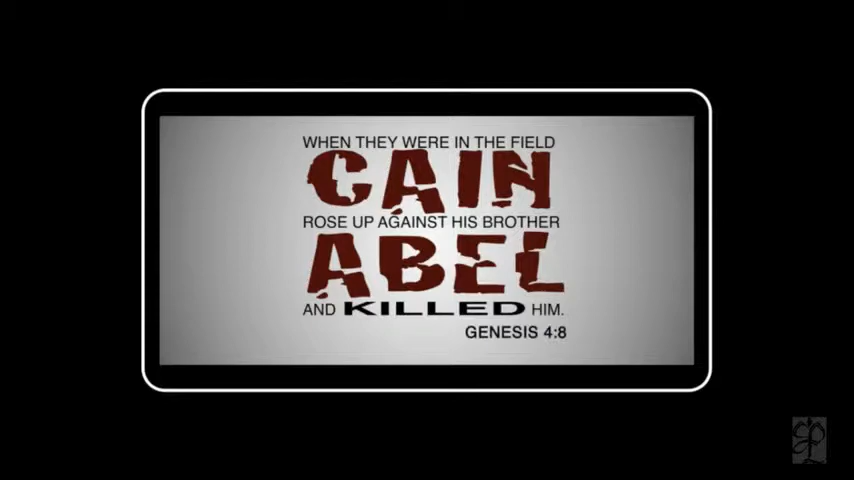 WHEN THEY WERE IN THE FIELD
CAIN
ROSE UP AGAINST HIS BROTHER
ABEL
AND KILLED HIM.
GENESIS 4:8